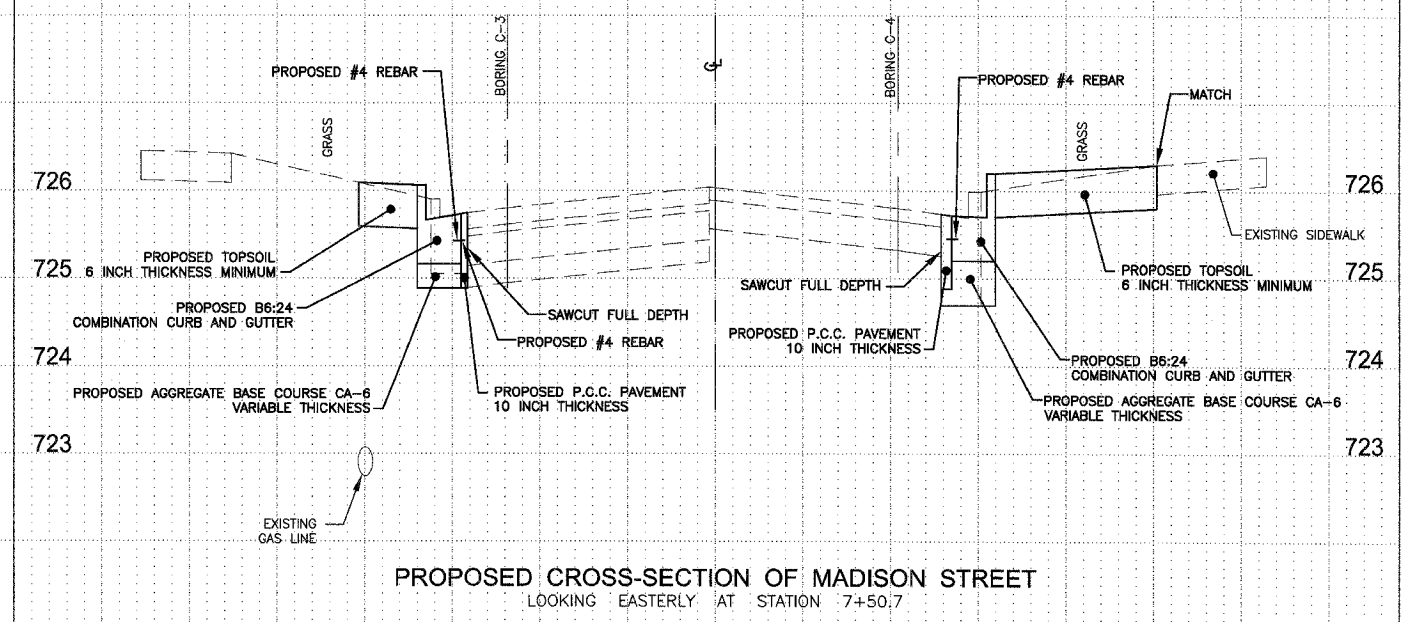 PROPOSED #4 REBAR
BORING C-3
℄
BORING C-4
PROPOSED #4 REBAR
MATCH
GRASS
GRASS
726
726
PROPOSED TOPSOIL
6 INCH THICKNESS MINIMUM
EXISTING SIDEWALK
725
725
PROPOSED TOPSOIL
6 INCH THICKNESS MINIMUM
SAWCUT FULL DEPTH
PROPOSED B6:24
COMBINATION CURB AND GUTTER
SAWCUT FULL DEPTH
PROPOSED #4 REBAR
PROPOSED P.C.C. PAVEMENT
10 INCH THICKNESS
724
724
PROPOSED B6:24
COMBINATION CURB AND GUTTER
PROPOSED AGGREGATE BASE COURSE CA-6
VARIABLE THICKNESS
PROPOSED P.C.C. PAVEMENT
10 INCH THICKNESS
PROPOSED AGGREGATE BASE COURSE CA-6
VARIABLE THICKNESS
723
723
EXISTING
GAS LINE
PROPOSED CROSS-SECTION OF MADISON STREET
LOOKING EASTERLY AT STATION 7+50.7